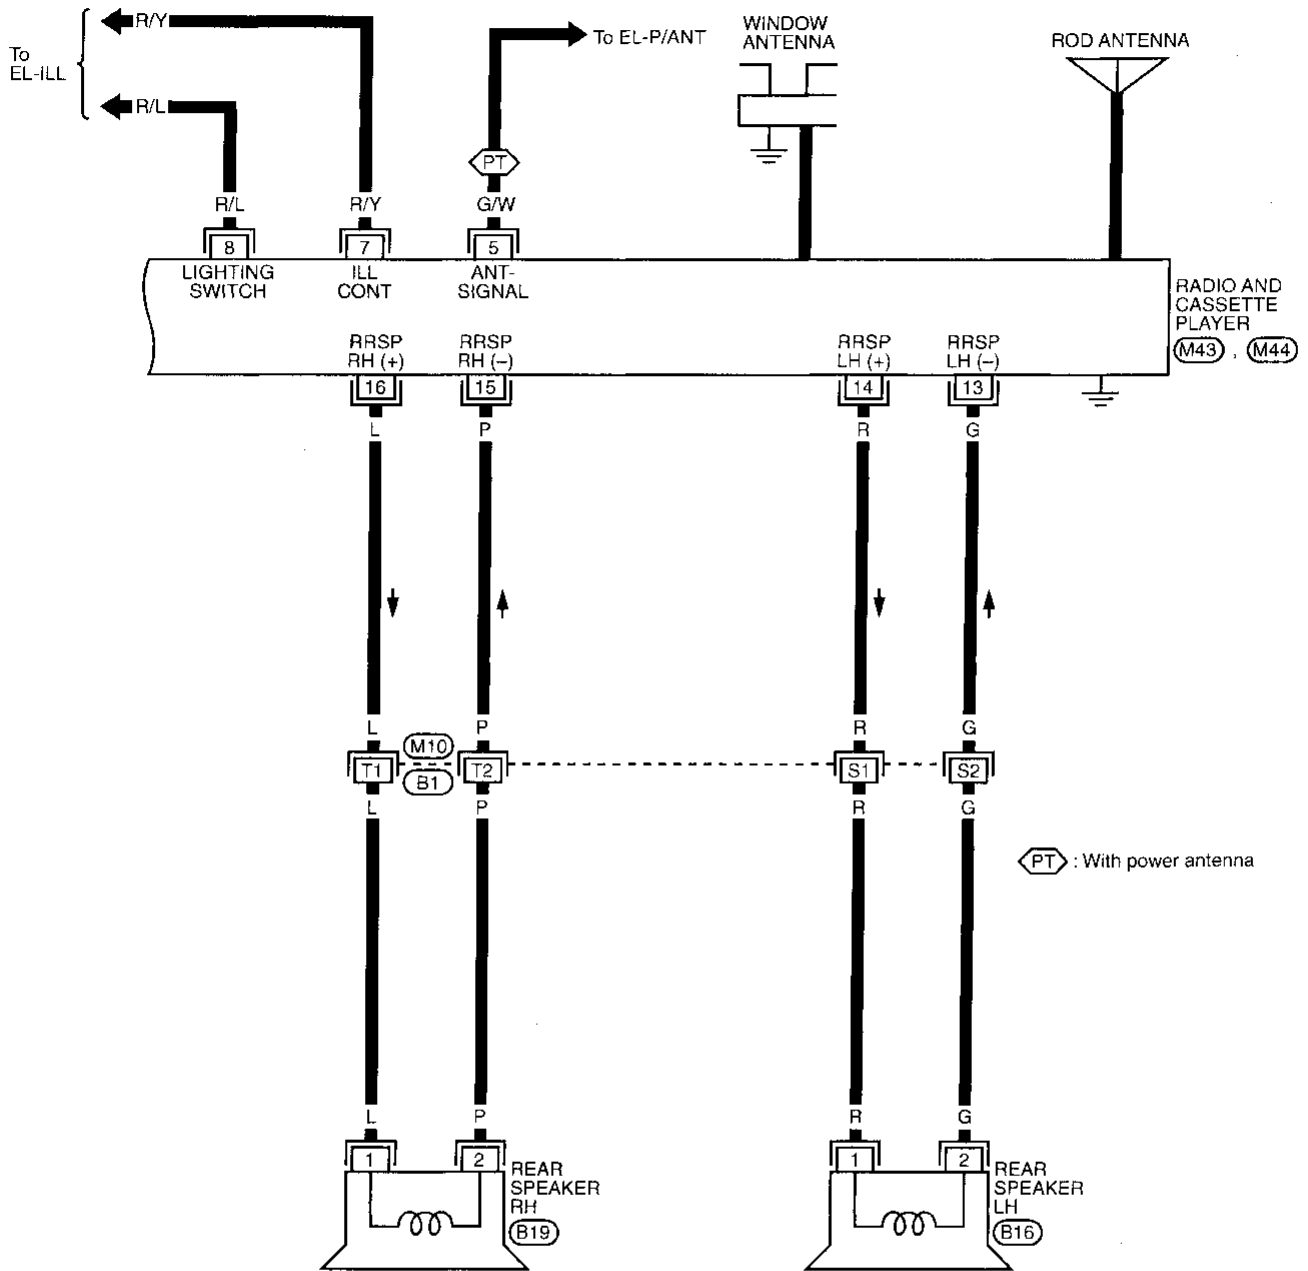 R/Y
To
EL-ILL
R/L
To EL-P/ANT
WINDOW
ANTENNA
ROD ANTENNA
PT
R/L
R/Y
G/W
8
7
5
LIGHTING
SWITCH
ILL
CONT
ANT-
SIGNAL
RADIO AND
CASSETTE
PLAYER
M43 , M44
RRSP
RH (+)
RRSP
RH (–)
RRSP
LH (+)
RRSP
LH (–)
16
15
14
13
L
P
R
G
L
P
R
G
M10
T1
T2
S1
S2
B1
L
P
R
G
PT : With power antenna
L
P
R
G
1
2
1
2
REAR
SPEAKER
RH
B19
REAR
SPEAKER
LH
B16